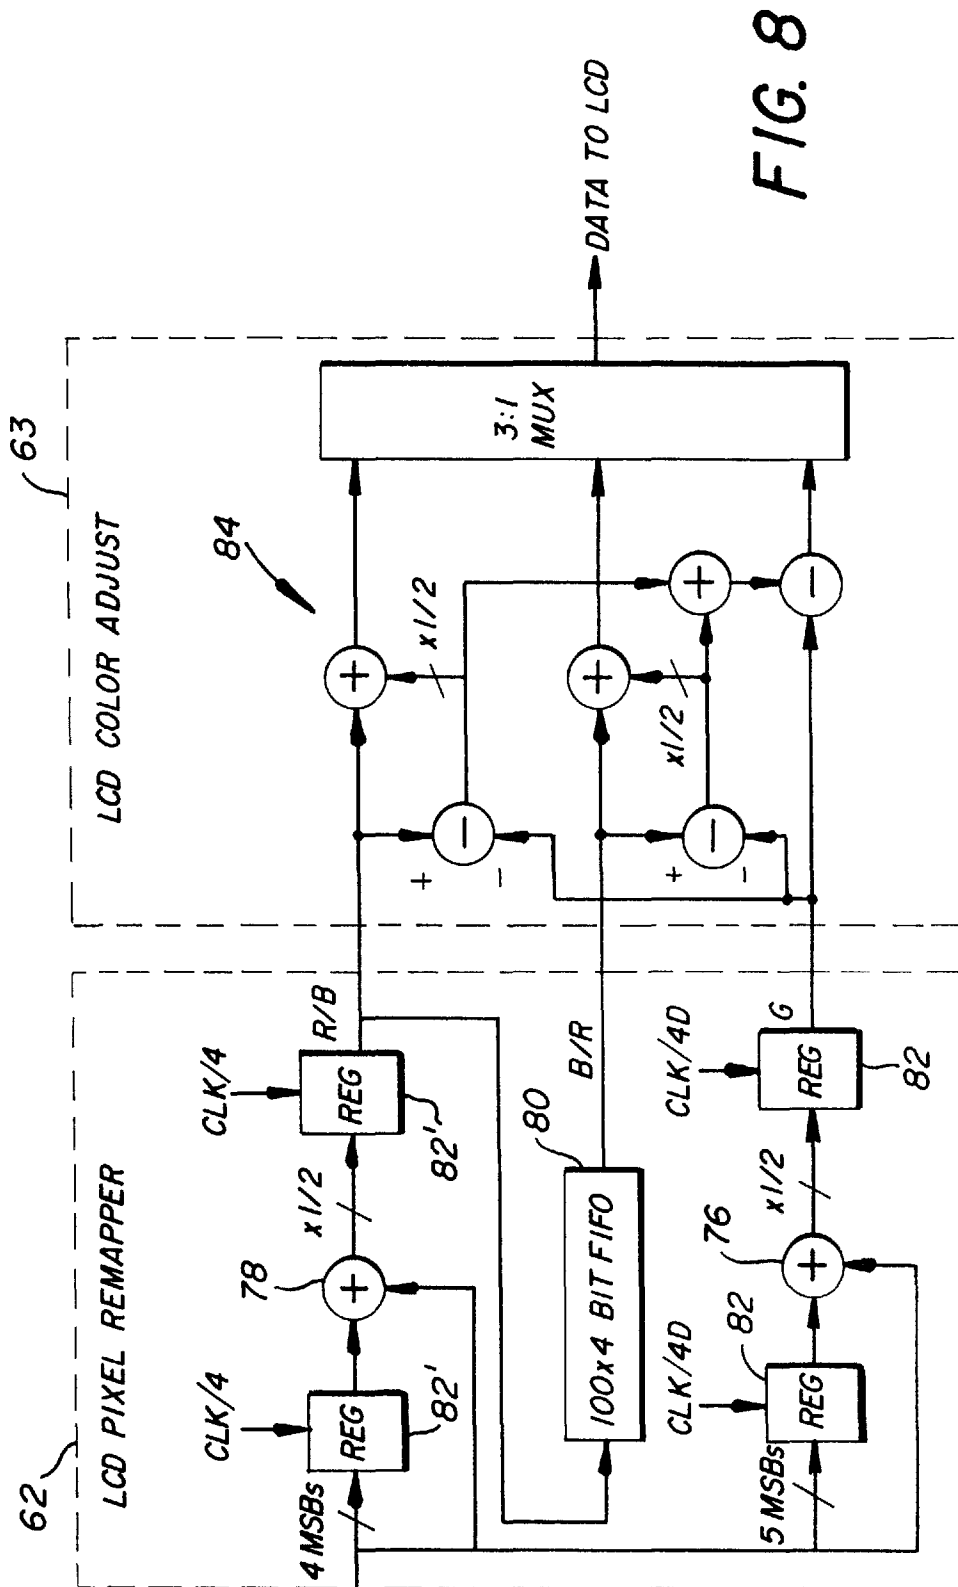 62
LCD PIXEL REMAPPER
63
LCD COLOR ADJUST
84
4 MSBs
CLK/4
REG
82'
78
+
x1/2
CLK/4
REG
82'
R/B
+
-
−
+
x1/2
100x4 BIT FIFO
80
B/R
+
-
−
+
x1/2
+
−
5 MSBs
CLK/4D
REG
82
76
+
x1/2
CLK/4D
REG
82
G
3:1
MUX
DATA TO LCD
FIG. 8